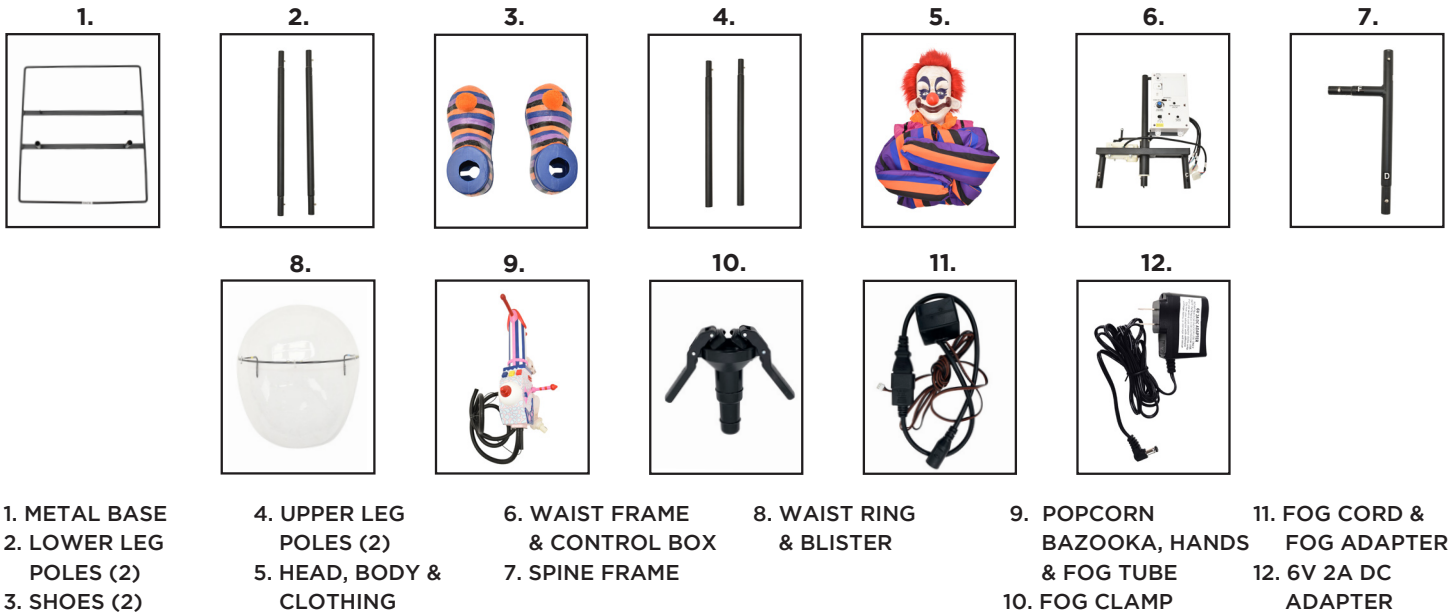 1.
2.
3.
4.
5.
6.
7.
8.
9.
10.
11.
12.
1. METAL BASE
2. LOWER LEG
POLES (2)
3. SHOES (2)
4. UPPER LEG
POLES (2)
5. HEAD, BODY &
CLOTHING
6. WAIST FRAME
& CONTROL BOX
7. SPINE FRAME
8. WAIST RING
& BLISTER
9. POPCORN
BAZOOKA, HANDS
& FOG TUBE
10. FOG CLAMP
11. FOG CORD &
FOG ADAPTER
12. 6V 2A DC
ADAPTER
D